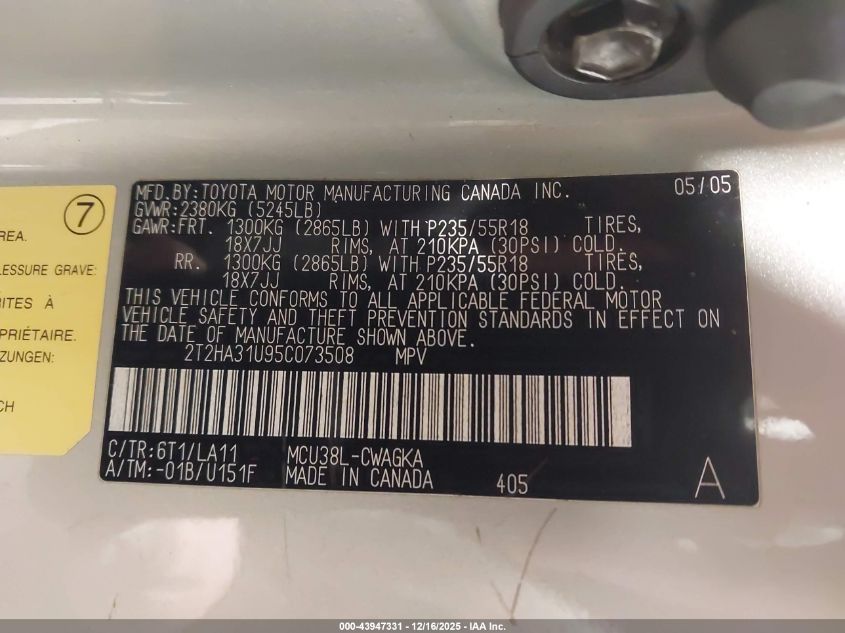 7
REA.
LESSURE GRAVE:
RITES À
PRIÉTAIRE.
ZUNGEN:
CH
MFD. BY: TOYOTA MOTOR MANUFACTURING CANADA INC. 05/05
GVWR: 2380KG (5245LB)
GAWR: FRT. 1300KG (2865LB) WITH P235/55R18 TIRES,
18X7JJ RIMS, AT 210KPA (30PSI) COLD.
RR. 1300KG (2865LB) WITH P235/55R18 TIRES,
18X7JJ RIMS, AT 210KPA (30PSI) COLD.
THIS VEHICLE CONFORMS TO ALL APPLICABLE FEDERAL MOTOR
VEHICLE SAFETY AND THEFT PREVENTION STANDARDS IN EFFECT ON
THE DATE OF MANUFACTURE SHOWN ABOVE.
2T2HA31U95C073508 MPV
C/TR: 6T1/LA11 MCU38L-CWAGKA
A/TM: -01B/U151F MADE IN CANADA 405 A
000-43947331 - 12/16/2025 - IAA Inc.